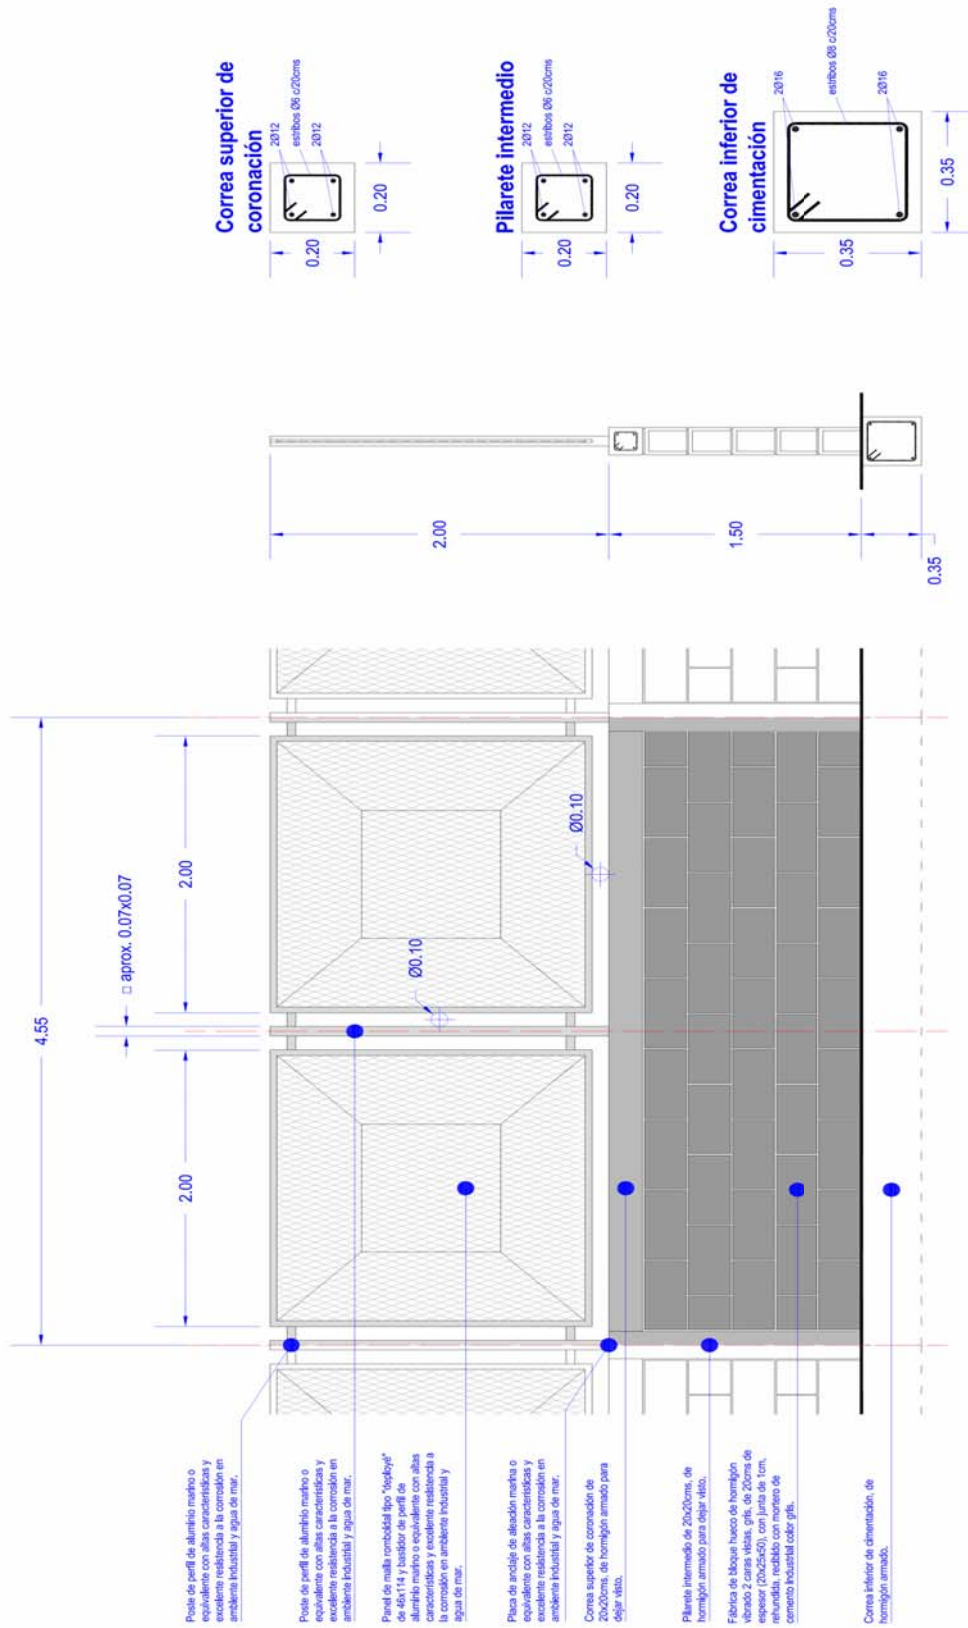 Correa superior de
coronación
2Ø12
estribos Ø6 c/20cms
2Ø12
0.20
0.20
Pilarete intermedio
2Ø12
estribos Ø6 c/20cms
2Ø12
0.20
0.20
Correa inferior de
cimentación
2Ø16
estribos Ø8 c/20cms
2Ø16
0.35
0.35
2.00
1.50
0.35
4.55
□ aprox. 0.07x0.07
2.00
2.00
Ø0.10
Ø0.10
Poste de perfil de aluminio marino o
equivalente con altas características y
excelente resistencia a la corrosión en
ambiente industrial y agua de mar.
Poste de perfil de aluminio marino o
equivalente con altas características y
excelente resistencia a la corrosión en
ambiente industrial y agua de mar.
Panel de malla romboidal tipo "deployé"
de 46x114 y bastidor de perfil de
aluminio marino o equivalente con altas
características y excelente resistencia a
la corrosión en ambiente industrial y
agua de mar.
Placa de anclaje de aleación marina o
equivalente con altas características y
excelente resistencia a la corrosión en
ambiente industrial y agua de mar.
Correa superior de coronación de
20x20cms. de hormigón armado para
dejar visto.
Pilarete intermedio de 20x20cms. de
hormigón armado para dejar visto.
Fábrica de bloque hueco de hormigón
vibrado 2 caras vistas, gris, de 20cms de
espesor (20x25x50), con junta de 1cm,
rehundida, recibido con mortero de
cemento industrial color gris.
Correa inferior de cimentación, de
hormigón armado.